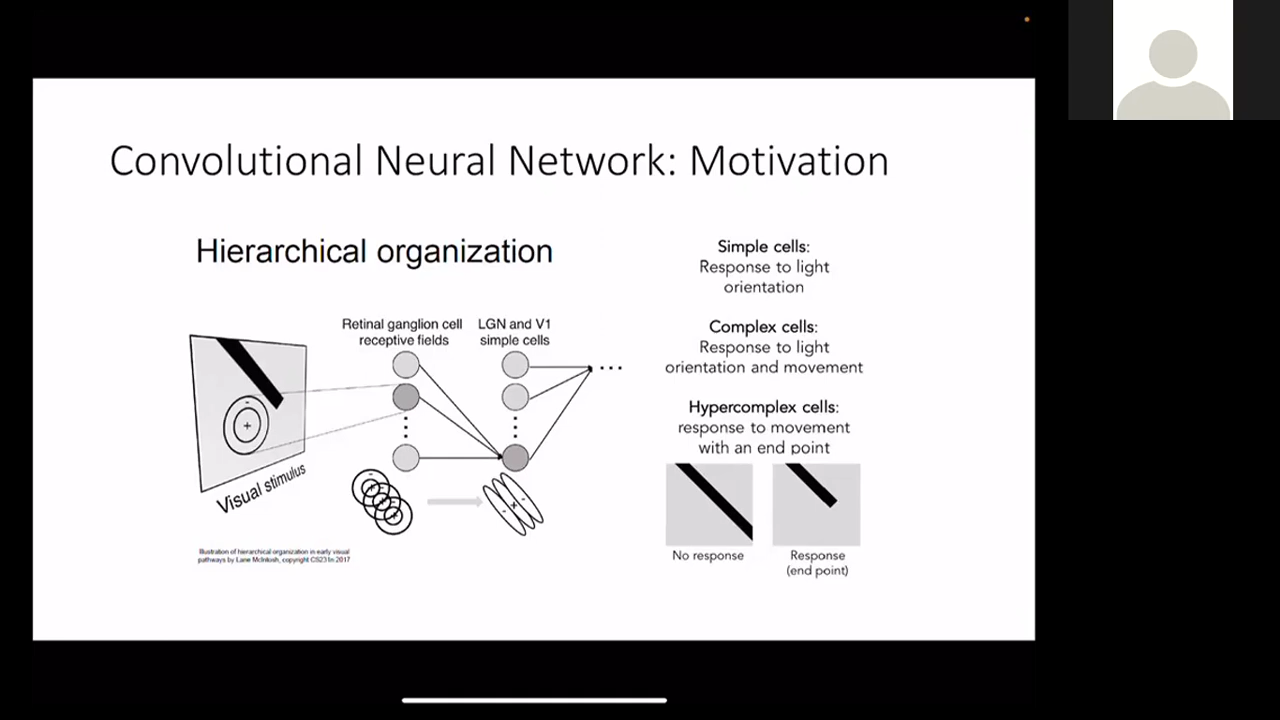 Convolutional Neural Network: Motivation
Hierarchical organization
Retinal ganglion cell
receptive fields
LGN and V1
simple cells
Visual stimulus
Illustration of hierarchical organization in early visual
pathways by Lane McIntosh, copyright CS231n 2017
Simple cells:
Response to light
orientation
Complex cells:
Response to light
orientation and movement
Hypercomplex cells:
response to movement
with an end point
No response
Response
(end point)